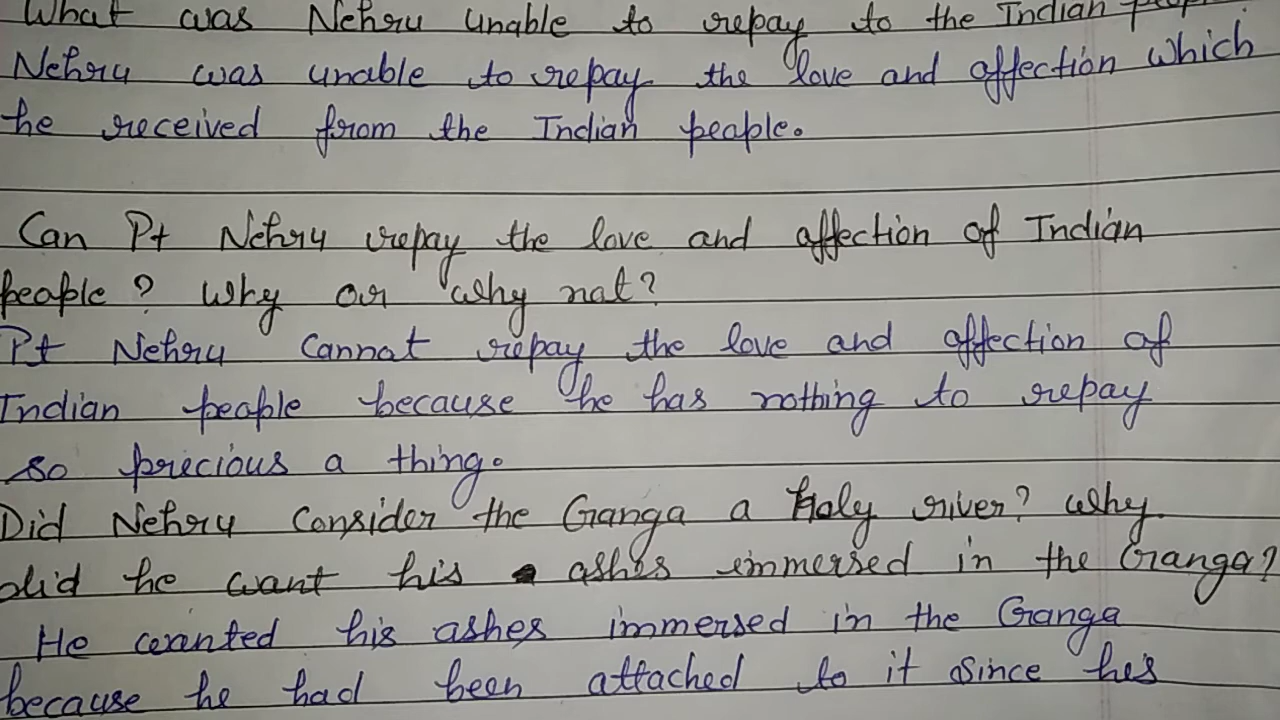 What was Nehru unable to repay to the Indian
Nehru was unable to repay the love and affection which
he received from the Indian people.
Can Pt Nehru repay the love and affection of Indian
people? Why or why not?
Pt Nehru cannot repay the love and affection of
Indian people because he has nothing to repay
so precious a thing.
Did Nehru consider the Ganga a holy river? Why
did he want his ashes immersed in the Ganga?
He wanted his ashes immersed in the Ganga
because he had been attached to it since his